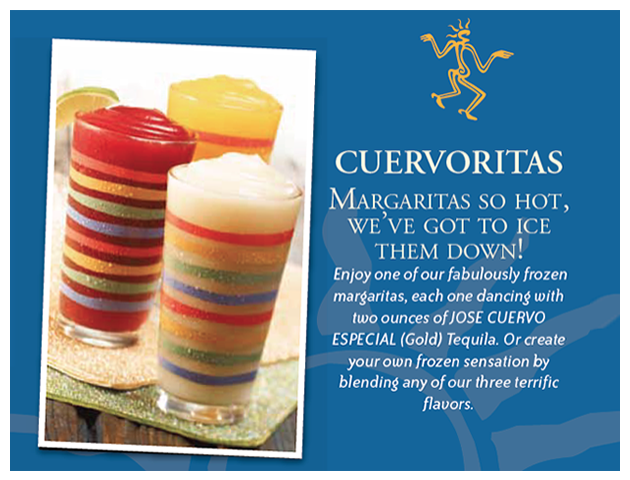 CUERVORITAS
MARGARITAS SO HOT,
WE'VE GOT TO ICE
THEM DOWN!
Enjoy one of our fabulously frozen
margaritas, each one dancing with
two ounces of JOSE CUERVO
ESPECIAL (Gold) Tequila. Or create
your own frozen sensation by
blending any of our three terrific
flavors.